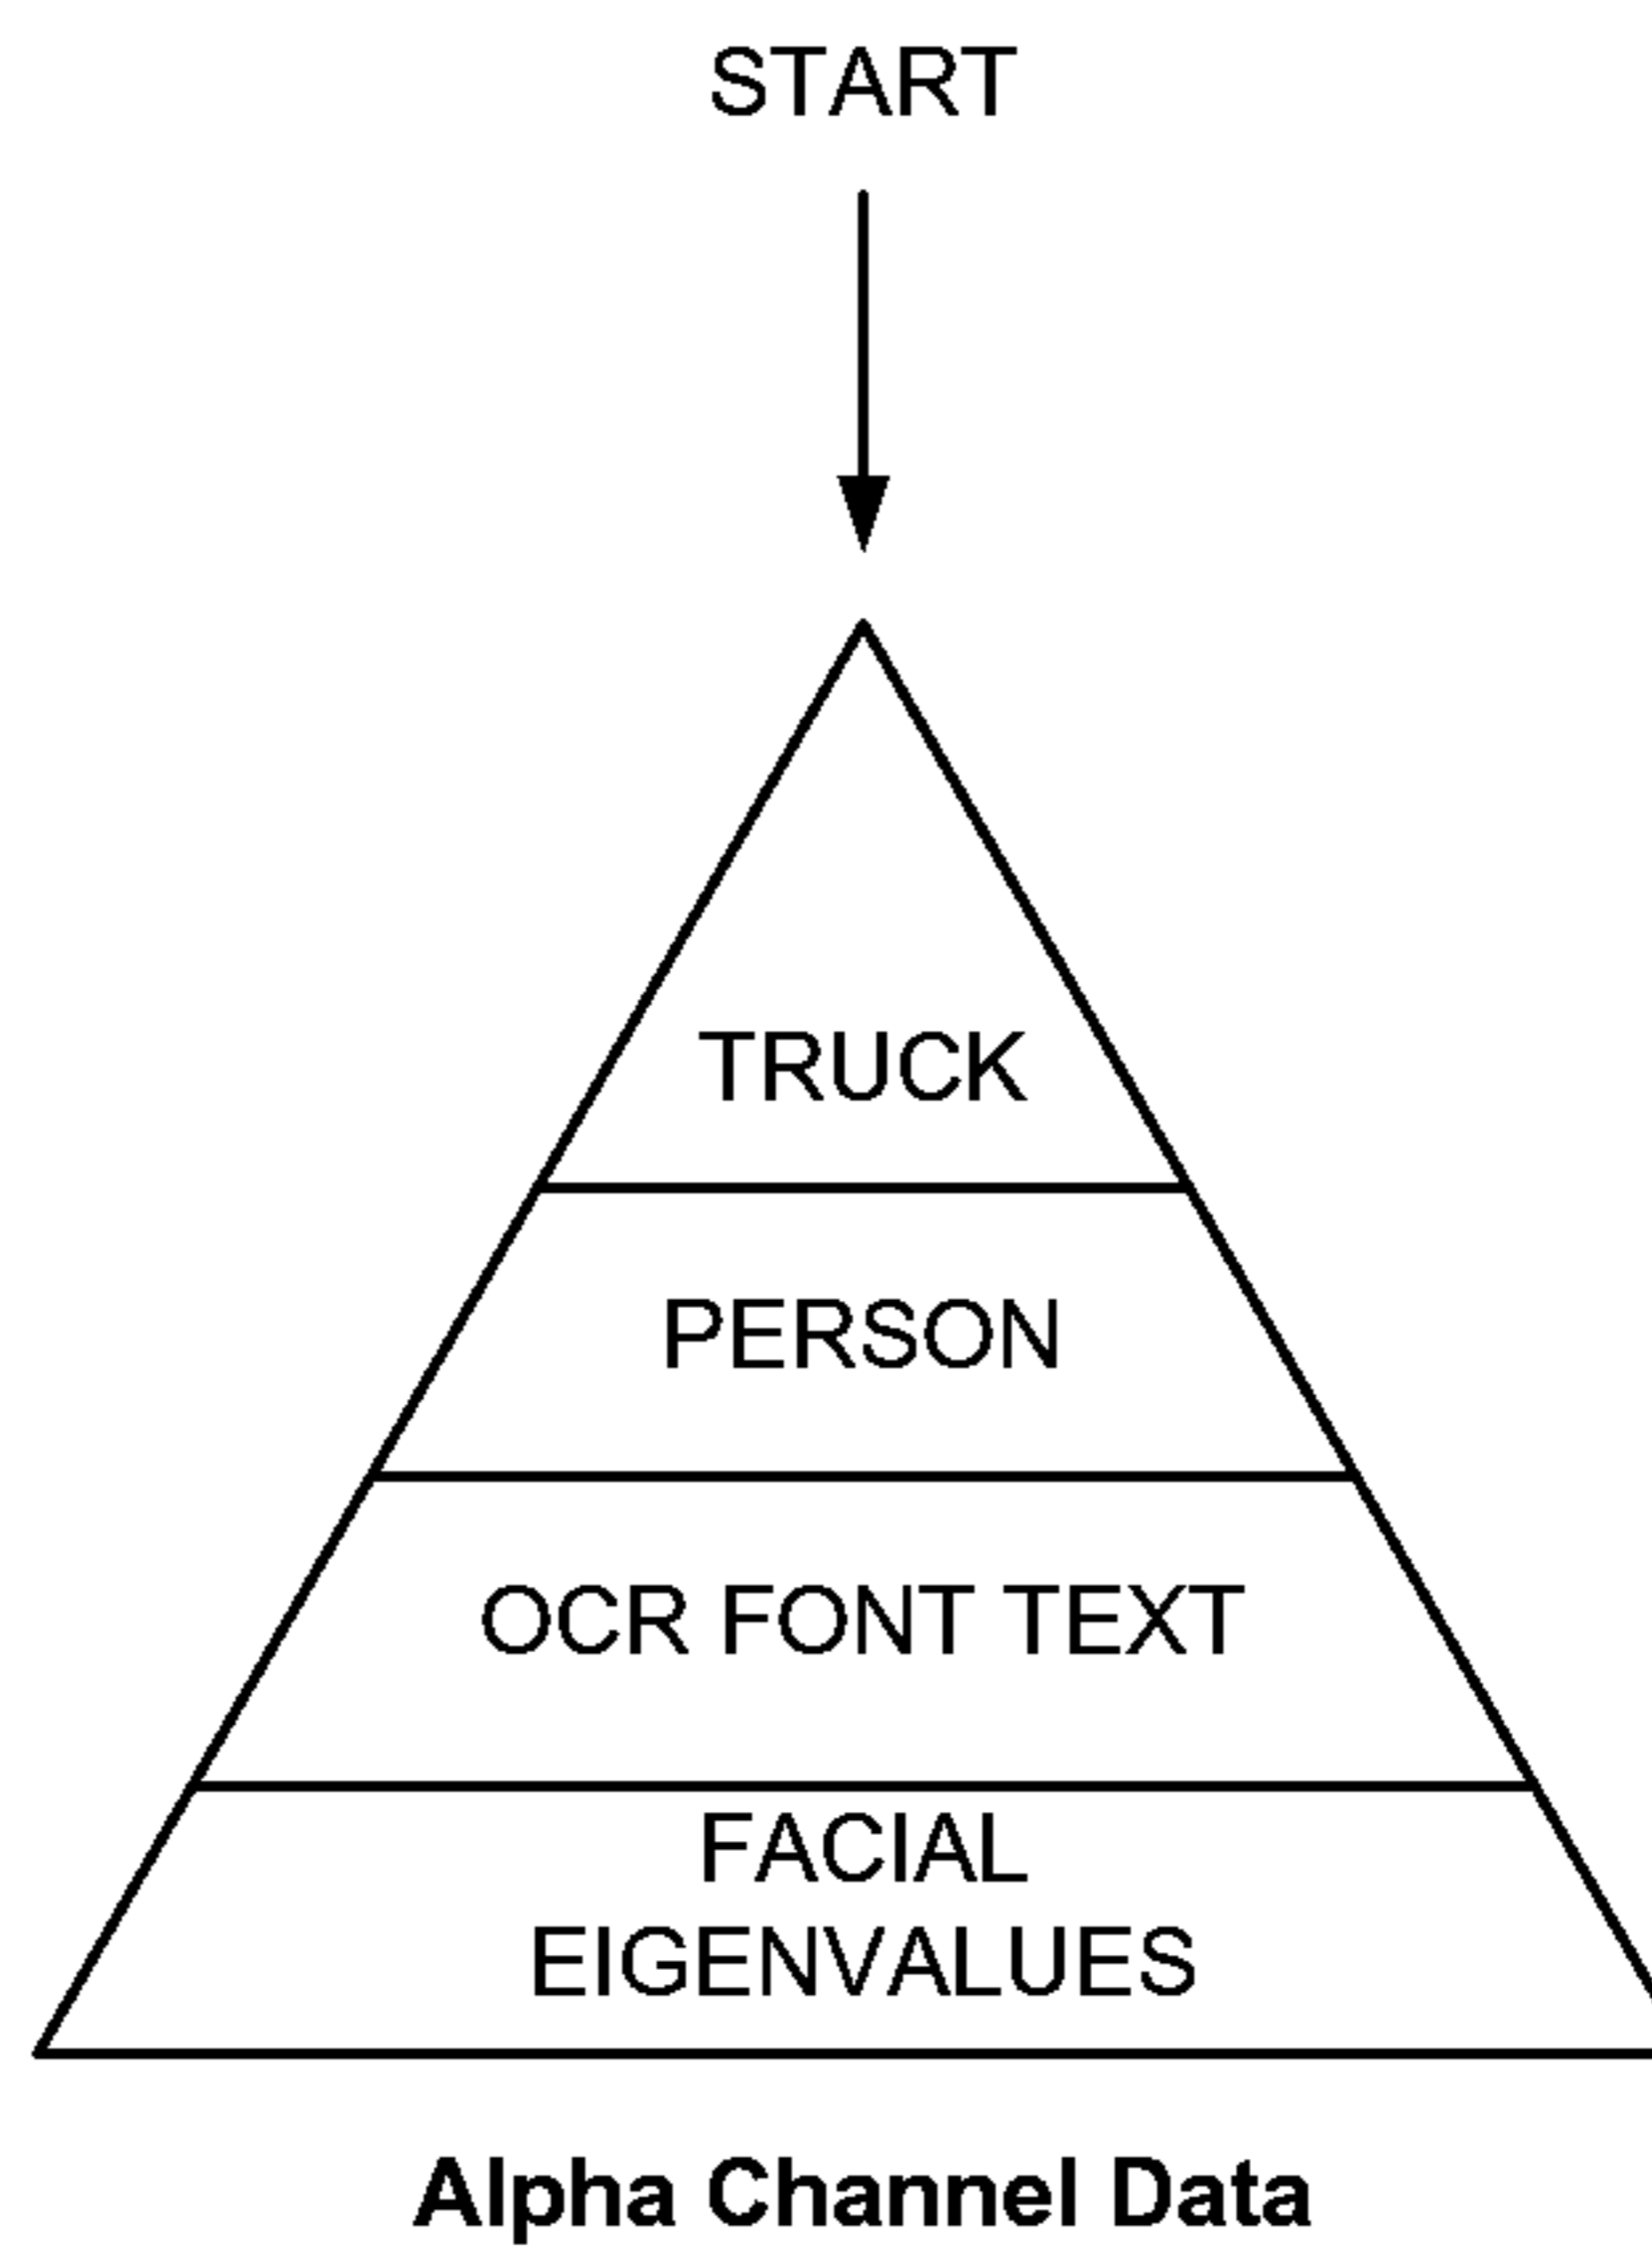 START
TRUCK
PERSON
OCR FONT TEXT
FACIAL
EIGENVALUES
Alpha Channel Data